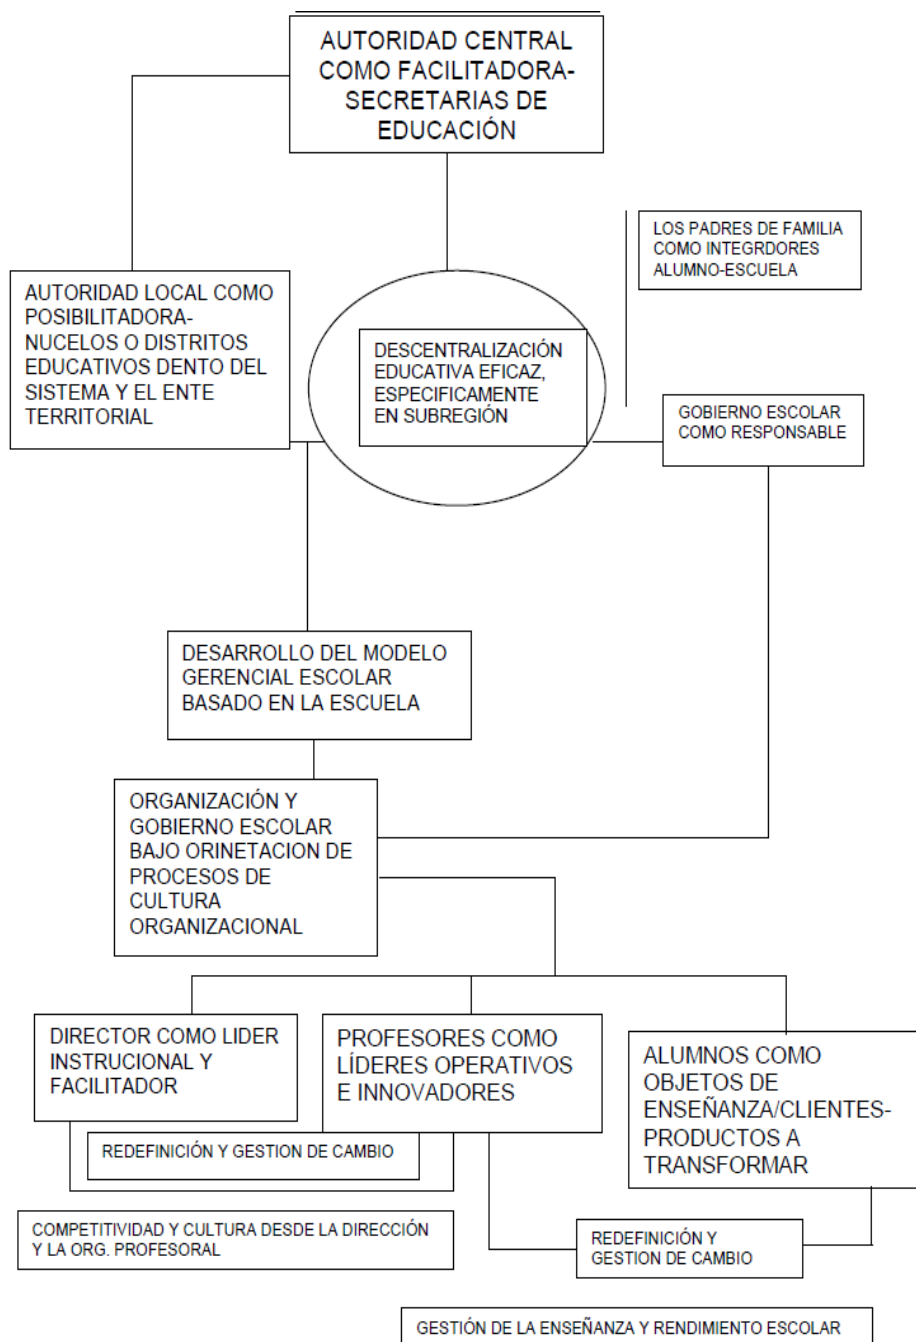 AUTORIDAD CENTRAL
COMO FACILITADORA-
SECRETARIAS DE
EDUCACIÓN
LOS PADRES DE FAMILIA
COMO INTEGRDORES
ALUMNO-ESCUELA
AUTORIDAD LOCAL COMO
POSIBILITADORA-
NUCELOS O DISTRITOS
EDUCATIVOS DENTO DEL
SISTEMA Y EL ENTE
TERRITORIAL
DESCENTRALIZACIÓN
EDUCATIVA EFICAZ,
ESPECIFICAMENTE
EN SUBREGIÓN
GOBIERNO ESCOLAR
COMO RESPONSABLE
DESARROLLO DEL MODELO
GERENCIAL ESCOLAR
BASADO EN LA ESCUELA
ORGANIZACIÓN Y
GOBIERNO ESCOLAR
BAJO ORINETACION DE
PROCESOS DE
CULTURA
ORGANIZACIONAL
DIRECTOR COMO LIDER
INSTRUCIONAL Y
FACILITADOR
PROFESORES COMO
LÍDERES OPERATIVOS
E INNOVADORES
ALUMNOS COMO
OBJETOS DE
ENSEÑANZA/CLIENTES-
PRODUCTOS A
TRANSFORMAR
REDEFINICIÓN Y GESTION DE CAMBIO
COMPETITIVIDAD Y CULTURA DESDE LA DIRECCIÓN
Y LA ORG. PROFESORAL
REDEFINICIÓN Y
GESTION DE CAMBIO
GESTIÓN DE LA ENSEÑANZA Y RENDIMIENTO ESCOLAR